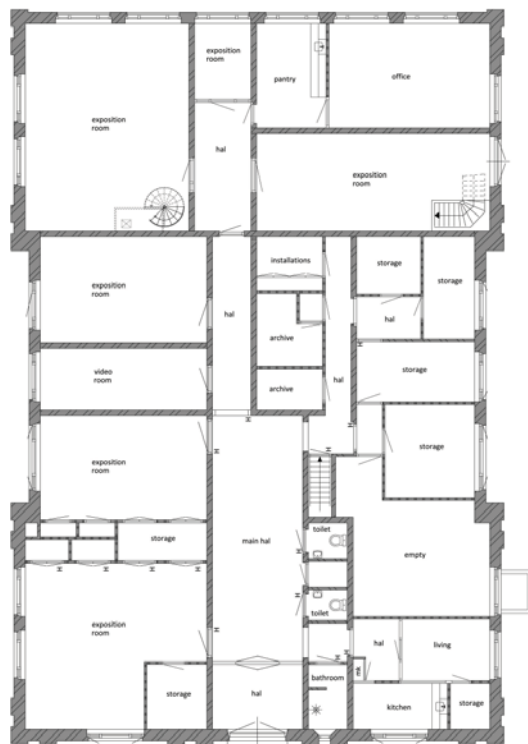 exposition
room
pantry
office
exposition
room
hal
exposition
room
installations
storage
storage
exposition
room
hal
hal
archive
video
room
storage
hal
archive
exposition
room
storage
H
H
H
H
main hal
toilet
storage
empty
H
H
H
H
H
H
toilet
exposition
room
H
H
hal
living
H
H
mk
bathroom
storage
hal
kitchen
storage